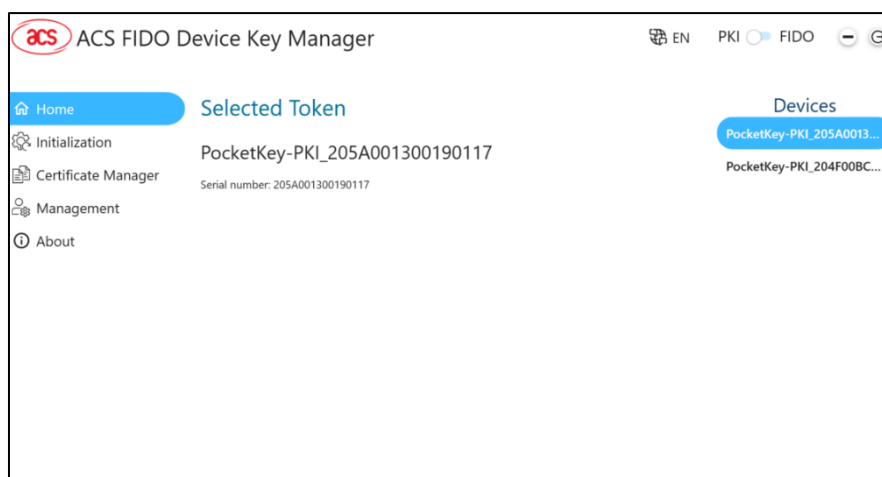 acs ACS FIDO Device Key Manager EN PKI FIDO
Home
Initialization
Certificate Manager
Management
About
Selected Token
PocketKey-PKI_205A001300190117
Serial number: 205A001300190117
Devices
PocketKey-PKI_205A0013...
PocketKey-PKI_204F00BC...